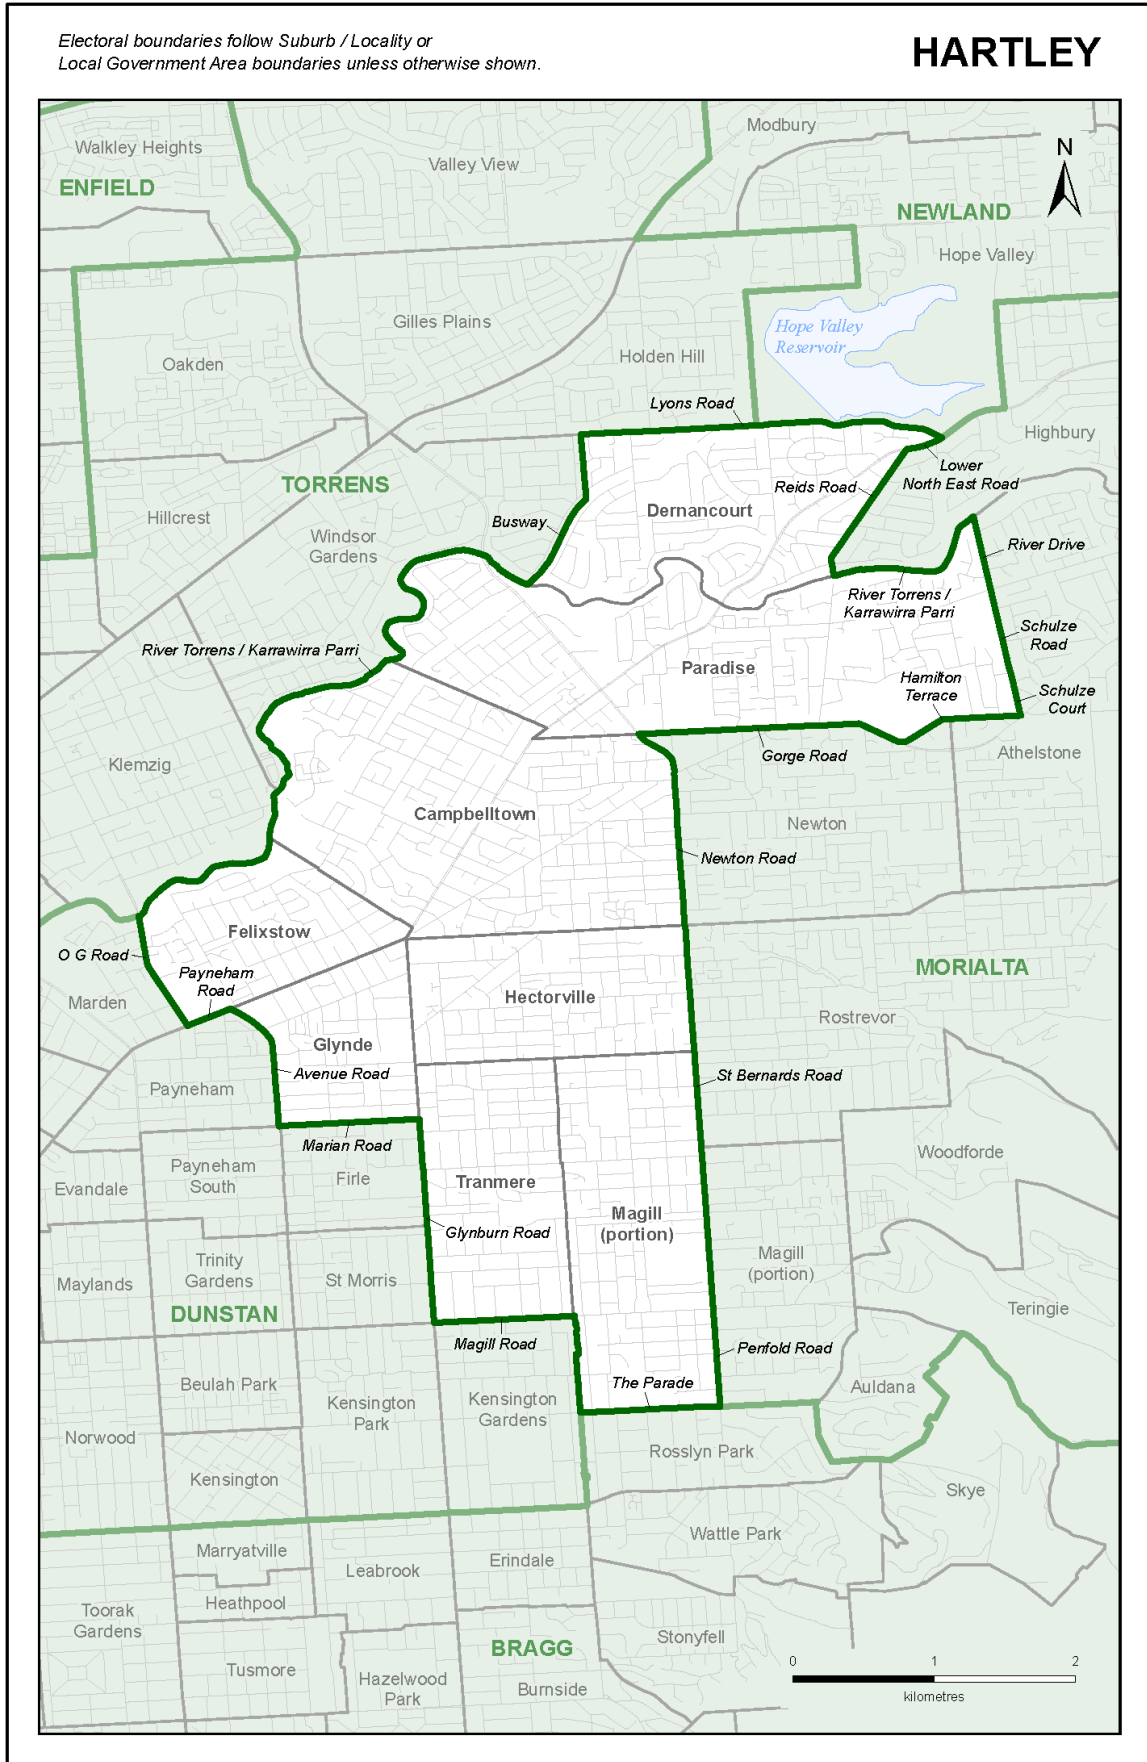 Electoral boundaries follow Suburb / Locality or
Local Government Area boundaries unless otherwise shown.
HARTLEY
Modbury
N
Walkley Heights
Valley View
ENFIELD
NEWLAND
Hope Valley
Gilles Plains
Hope Valley
Reservoir
Holden Hill
Oakden
Lyons Road
Highbury
Lower
North East Road
TORRENS
Reids Road
Dernancourt
Hillcrest
Busway
Windsor
Gardens
River Drive
River Torrens /
Karrawirra Parri
Schulze
Road
River Torrens / Karrawirra Parri
Paradise
Hamilton
Terrace
Schulze
Court
Gorge Road
Athelstone
Klemzig
Campbelltown
Newton
Newton Road
Felixstow
O G Road
Payneham
Road
MORIALTA
Marden
Hectorville
Rostrevor
Glynde
Avenue Road
St Bernards Road
Payneham
Marian Road
Woodforde
Payneham
South
Firle
Evandale
Tranmere
Magill
(portion)
Glynburn Road
Trinity
Gardens
St Morris
Magill
(portion)
Maylands
Teringie
DUNSTAN
Magill Road
Penfold Road
Beulah Park
The Parade
Auldana
Kensington
Park
Kensington
Gardens
Norwood
Rosslyn Park
Kensington
Skye
Wattle Park
Marryatville
Erindale
Leabrook
Heathpool
Toorak
Gardens
Stonyfell
BRAGG
Tusmore
Hazelwood
Park
Burnside
0
1
2
kilometres